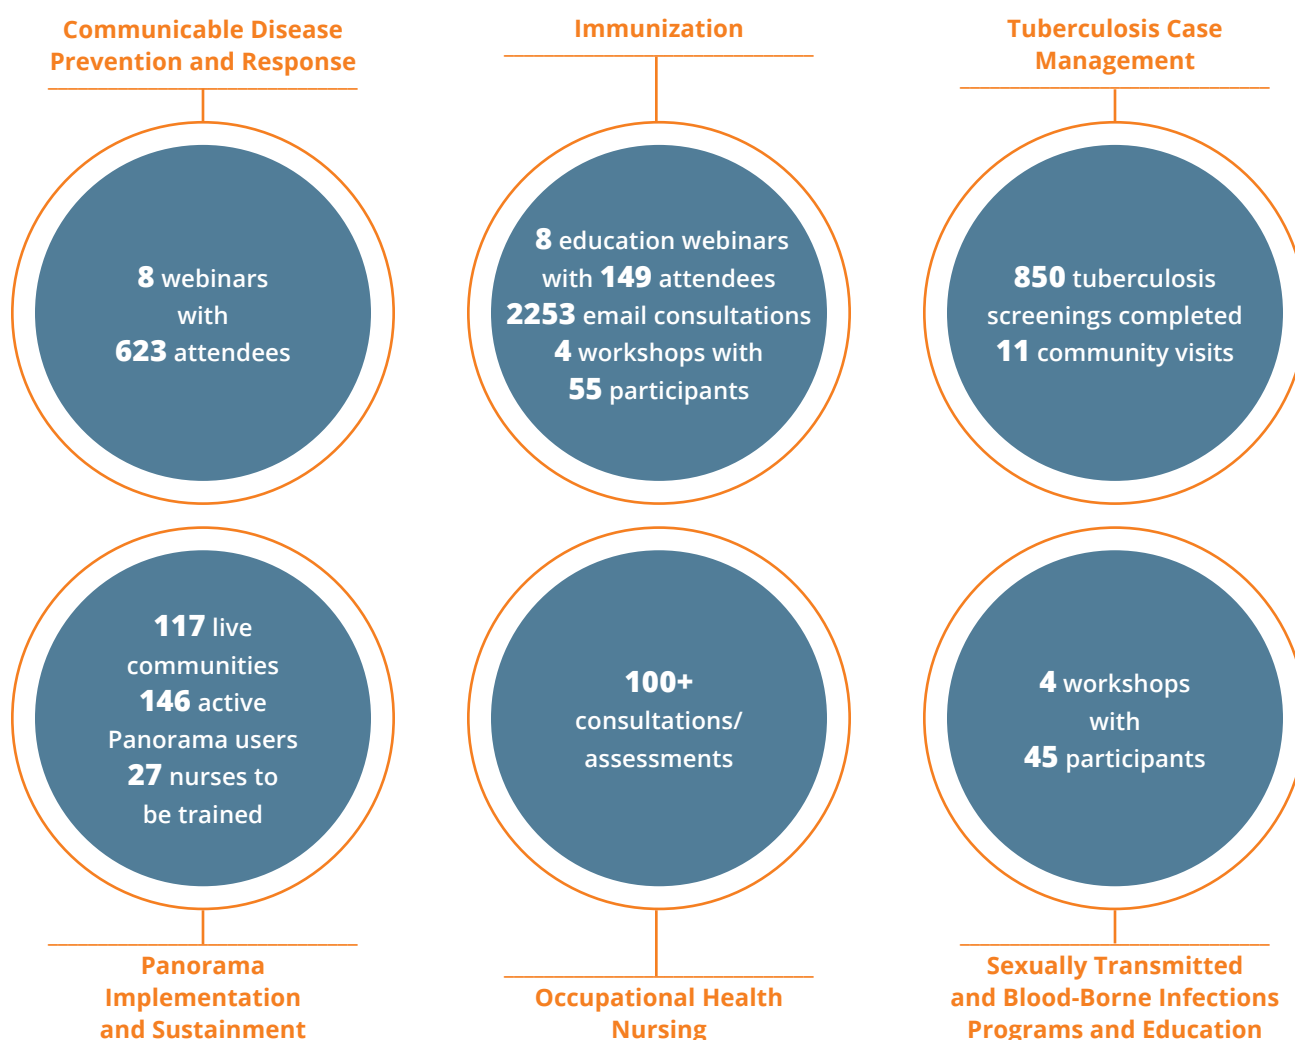 Communicable Disease
Prevention and Response
8 webinars
with
623 attendees
Immunization
8 education webinars
with 149 attendees
2253 email consultations
4 workshops with
55 participants
Tuberculosis Case
Management
850 tuberculosis
screenings completed
11 community visits
117 live
communities
146 active
Panorama users
27 nurses to
be trained
Panorama
Implementation
and Sustainment
100+
consultations/
assessments
Occupational Health
Nursing
4 workshops
with
45 participants
Sexually Transmitted
and Blood-Borne Infections
Programs and Education